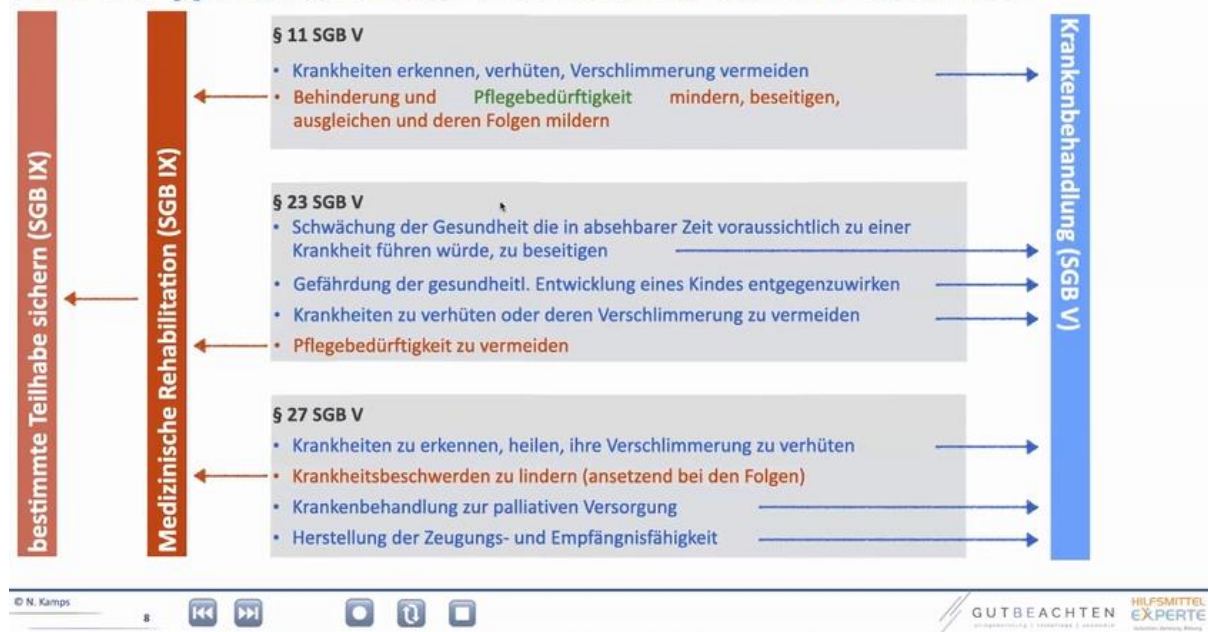 § 11 SGB V
• Krankheiten erkennen, verhüten, Verschlimmerung vermeiden
• Behinderung und Pflegebedürftigkeit mindern, beseitigen,
ausgleichen und deren Folgen mildern
§ 23 SGB V
• Schwächung der Gesundheit die in absehbarer Zeit voraussichtlich zu einer
Krankheit führen würde, zu beseitigen
• Gefährdung der gesundheitl. Entwicklung eines Kindes entgegenzuwirken
• Krankheiten zu verhüten oder deren Verschlimmerung zu vermeiden
• Pflegebedürftigkeit zu vermeiden
§ 27 SGB V
• Krankheiten zu erkennen, heilen, ihre Verschlimmerung zu verhüten
• Krankheitsbeschwerden zu lindern (ansetzend bei den Folgen)
• Krankenbehandlung zur palliativen Versorgung
• Herstellung der Zeugungs- und Empfängnisfähigkeit
bestimmte Teilhabe sichern (SGB IX)
Medizinische Rehabilitation (SGB IX)
Krankenbehandlung (SGB V)
© N. Kamps
8
GUTBEACHTEN
HILFSMITTEL
EXPERTE